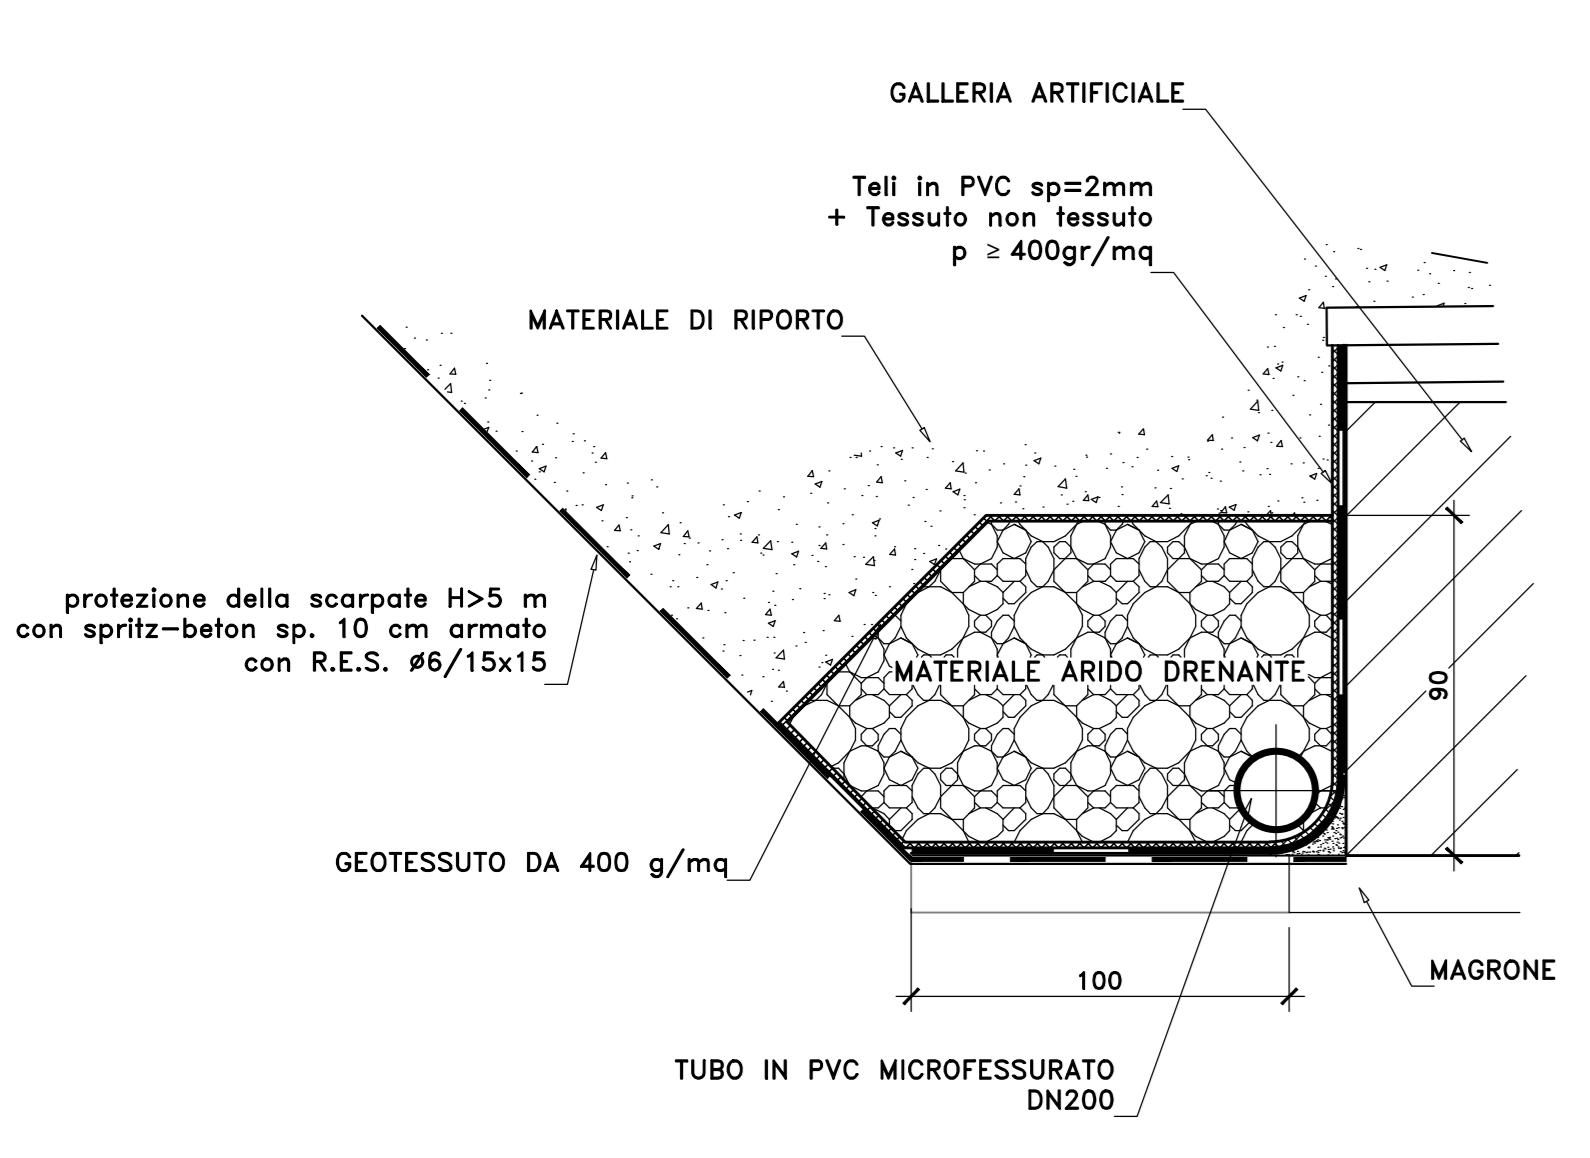 GALLERIA ARTIFICIALE
Teli in PVC sp=2mm
+ Tessuto non tessuto
p ≥ 400gr/mq
MATERIALE DI RIPORTO
protezione della scarpate H>5 m
con spritz-beton sp. 10 cm armato
con R.E.S. ø6/15x15
MATERIALE ARIDO DRENANTE
90
GEOTESSUTO DA 400 g/mq
MAGRONE
100
TUBO IN PVC MICROFESSURATO
DN200